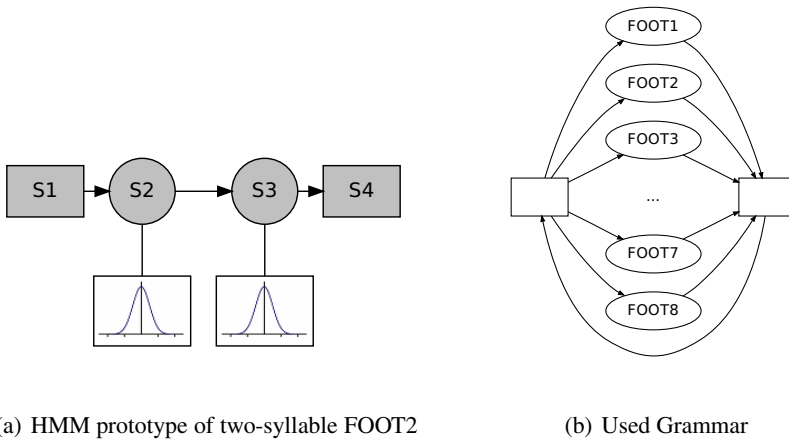 S1 S2 S3 S4
FOOT1
FOOT2
FOOT3
...
FOOT7
FOOT8
a) HMM prototype of two-syllable FOOT2
(b) Used Grammar